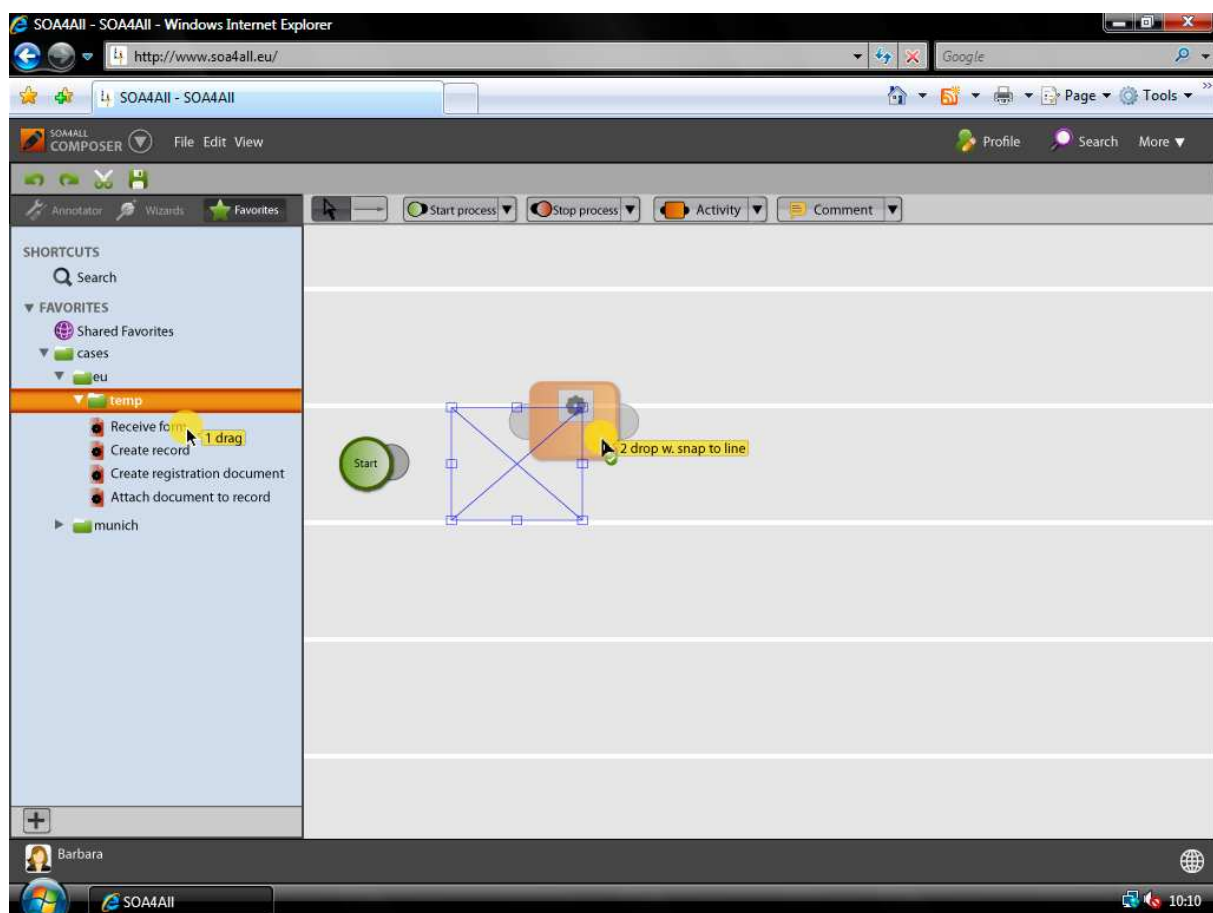 SOA4All - SOA4All - Windows Internet Explorer
http://www.soa4all.eu/
Google
SOA4All - SOA4All
Page
Tools
SOA4ALL
COMPOSER
File Edit View
Profile
Search
More
Annotator
Wizards
Favorites
Start process
Stop process
Activity
Comment
SHORTCUTS
Search
FAVORITES
Shared Favorites
cases
eu
temp
Receive form
1 drag
Create record
Create registration document
Attach document to record
munich
Start
2 drop w. snap to line
Barbara
SOA4All
10:10